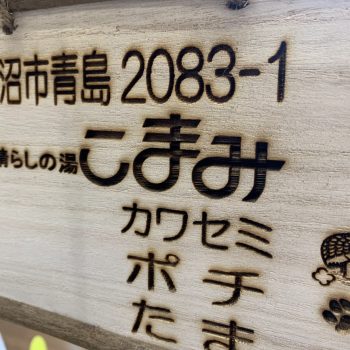 沼市青島 2083-1
晴らしの湯 こまみ
カワセミ
ポチ
たま